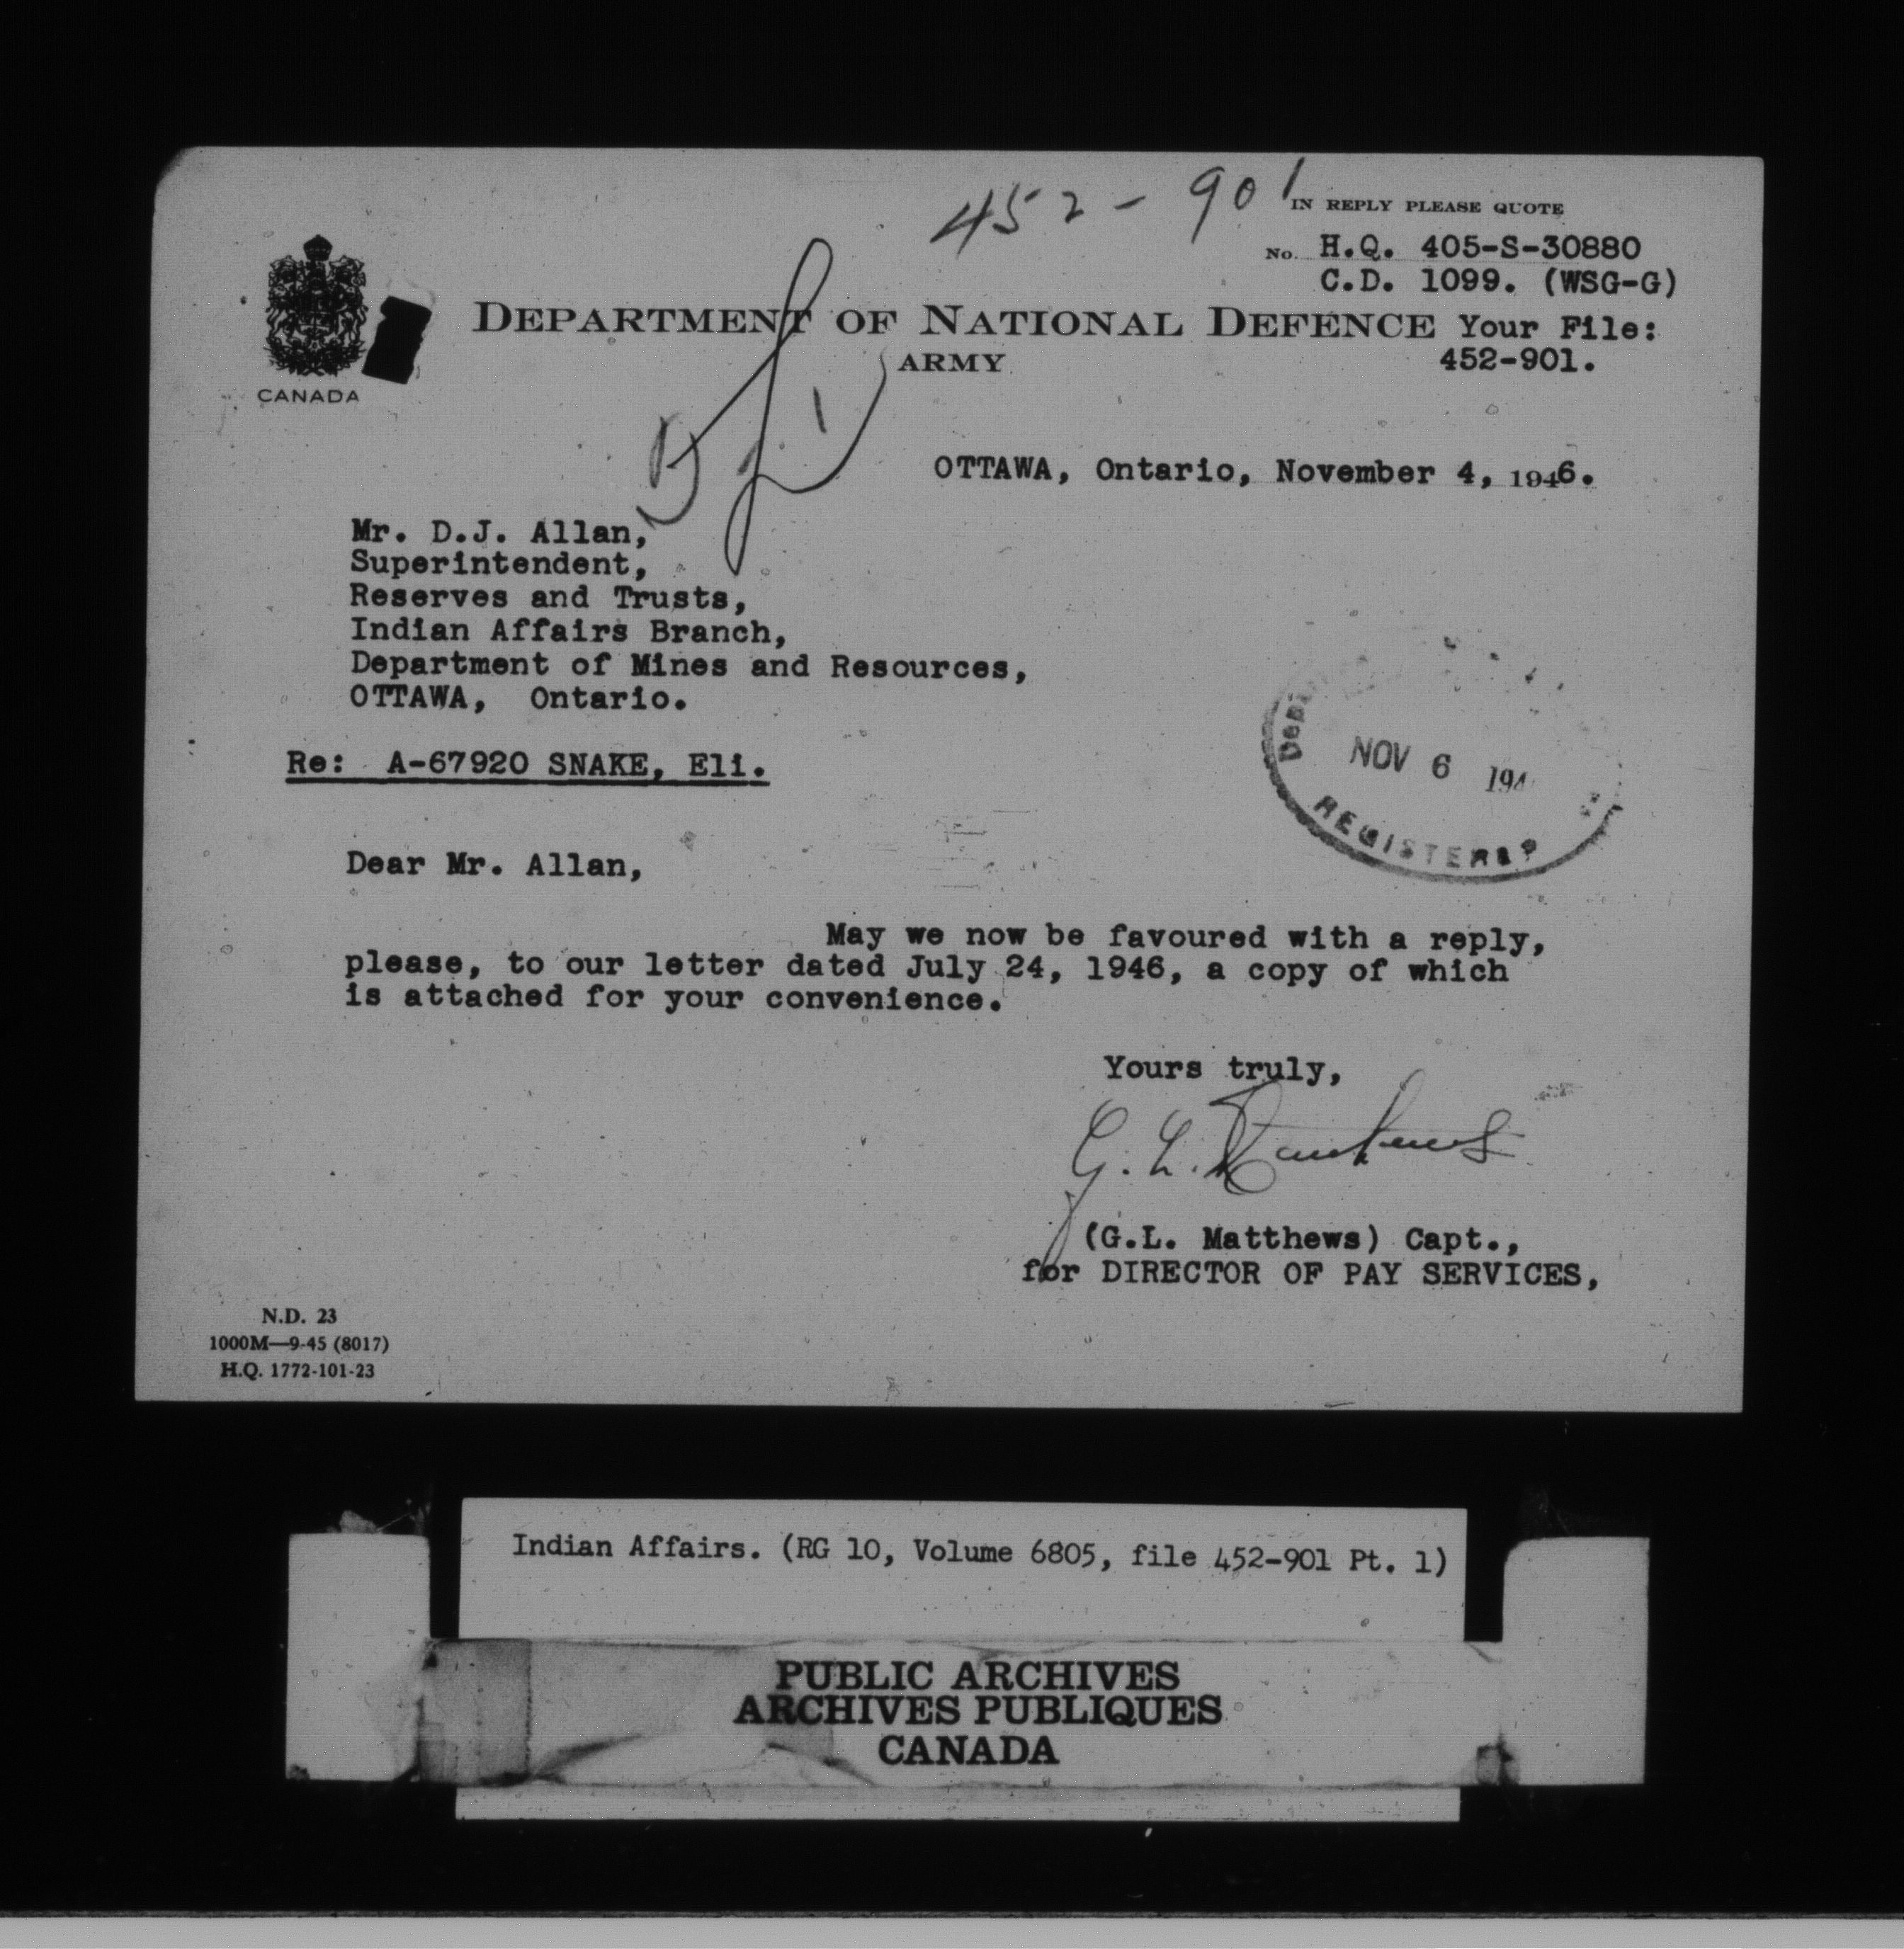 452-901
IN REPLY PLEASE QUOTE
No. H.Q. 405-S-30880
C.D. 1099. (WSG-G)
CANADA
DEPARTMENT OF NATIONAL DEFENCE Your File:
ARMY 452-901.
OTTAWA, Ontario, November 4, 1946.
Mr. D.J. Allan,
Superintendent,
Reserves and Trusts,
Indian Affairs Branch,
Department of Mines and Resources,
OTTAWA, Ontario.
NOV 6 194
REGISTERED
Re: A-67920 SNAKE, Eli.
Dear Mr. Allan,
May we now be favoured with a reply,
please, to our letter dated July 24, 1946, a copy of which
is attached for your convenience.
Yours truly,
G. L. Matthews
(G.L. Matthews) Capt.,
for DIRECTOR OF PAY SERVICES,
N.D. 23
1000M—9-45 (8017)
H.Q. 1772-101-23
Indian Affairs. (RG 10, Volume 6805, file 452-901 Pt. 1)
PUBLIC ARCHIVES
ARCHIVES PUBLIQUES
CANADA